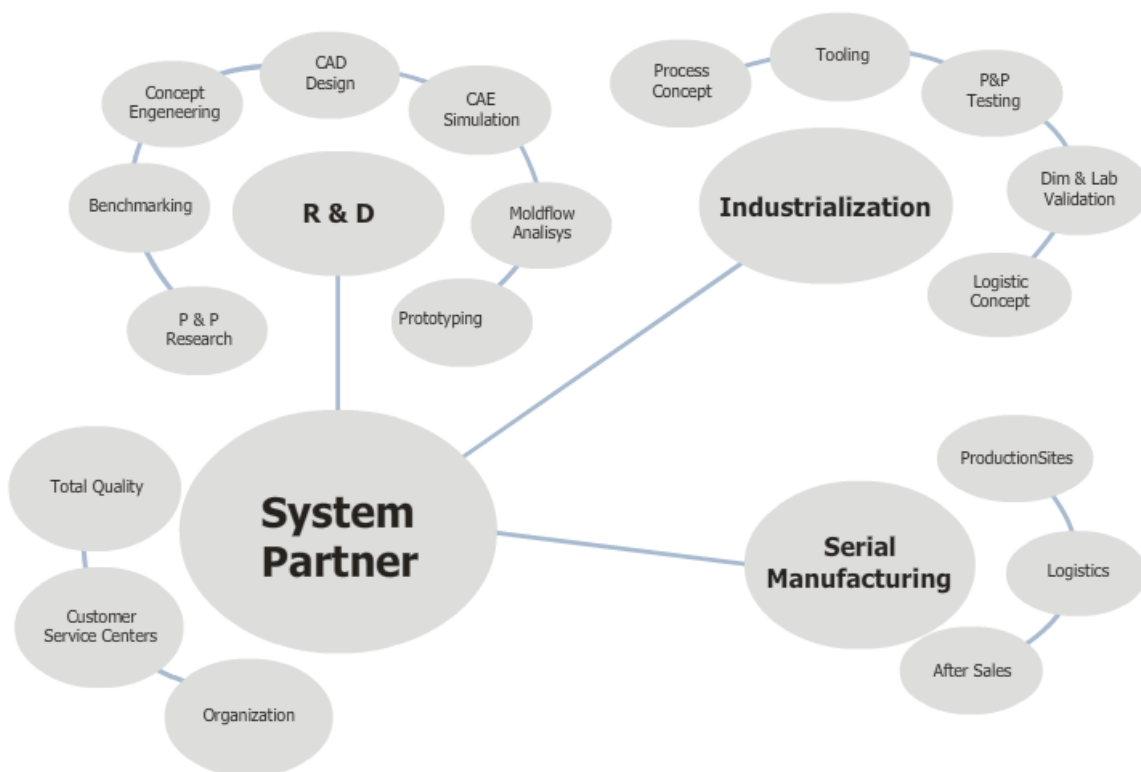 CAD
Design
Concept
Engeneering
CAE
Simulation
Benchmarking
R & D
Moldflow
Analisys
P & P
Research
Prototyping
Process
Concept
Tooling
P&P
Testing
Industrialization
Dim & Lab
Validation
Logistic
Concept
Total Quality
System
Partner
Customer
Service Centers
Organization
Serial
Manufacturing
ProductionSites
Logistics
After Sales